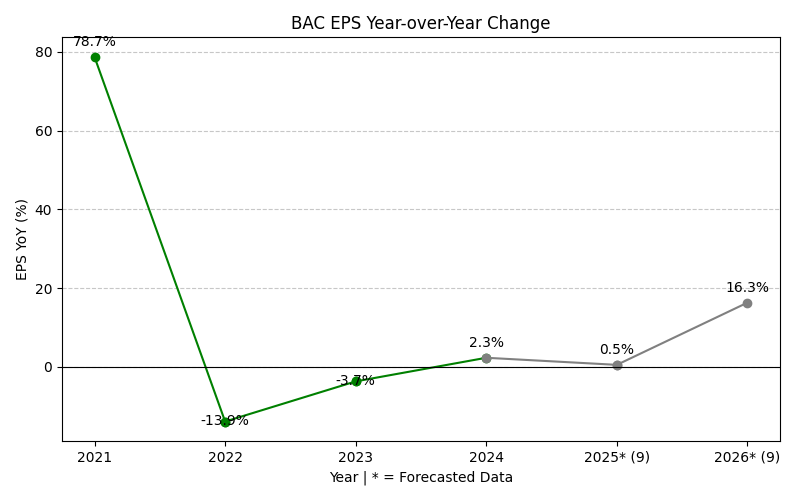 BAC EPS Year-over-Year Change
78.7%
80
60
40
20
0
EPS YoY (%)
-13.9%
-3.7%
2.3%
0.5%
16.3%
2021 2022 2023 2024 2025* (9) 2026* (9)
Year | * = Forecasted Data